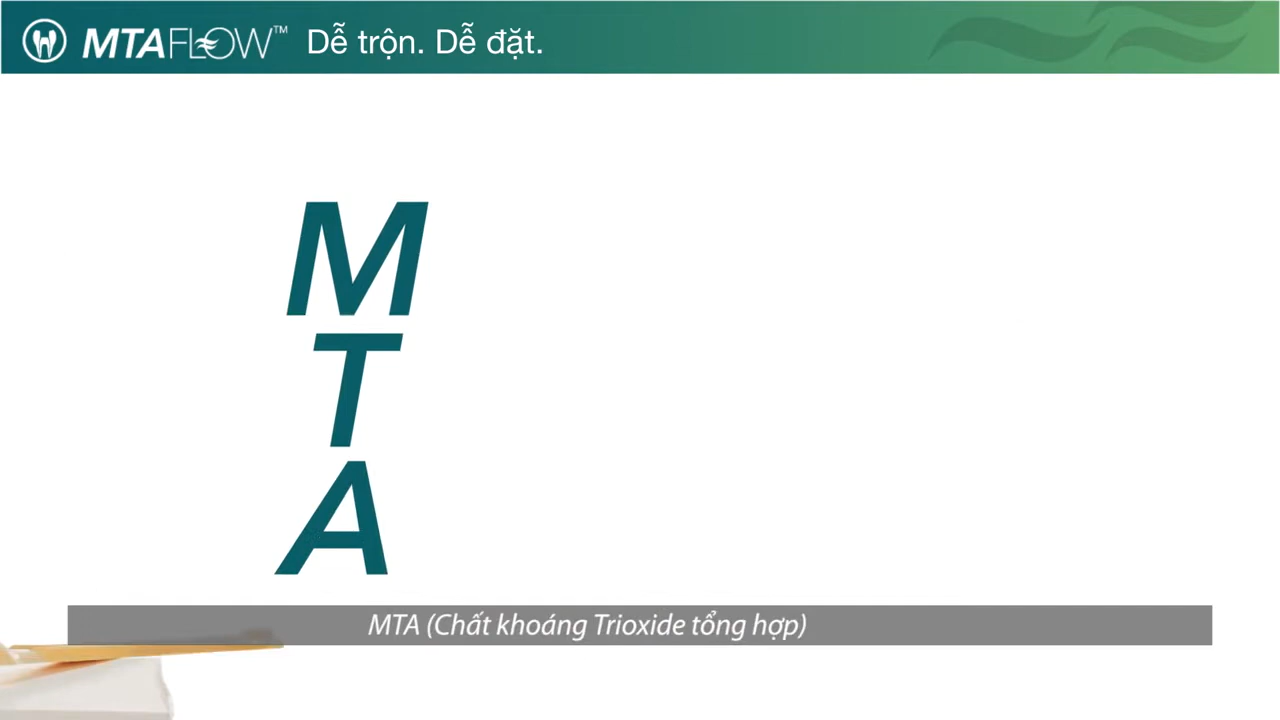 MTAFLOW™ Dễ trộn. Dễ đặt.
M
T
A
MTA (Chất khoáng Trioxide tổng hợp)